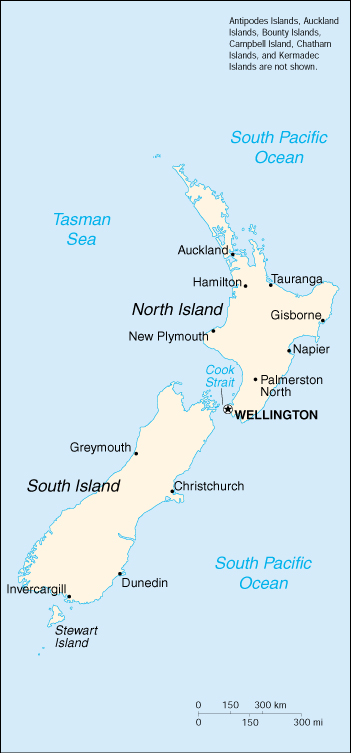 Antipodes Islands, Auckland
Islands, Bounty Islands,
Campbell Island, Chatham
Islands, and Kermadec
Islands are not shown.
South Pacific
Ocean
Tasman
Sea
Auckland
Hamilton
Tauranga
North Island
Gisborne
New Plymouth
Napier
Cook
Strait
Palmerston
North
WELLINGTON
Greymouth
South Island
Christchurch
South Pacific
Ocean
Dunedin
Invercargill
Stewart
Island
0 150 300 km
0 150 300 mi